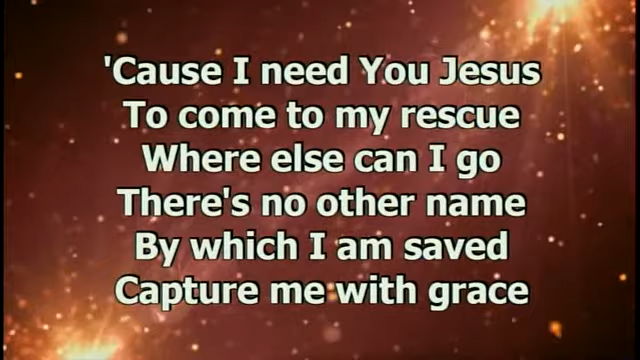 'Cause I need You Jesus
To come to my rescue
Where else can I go
There's no other name
By which I am saved
Capture me with grace